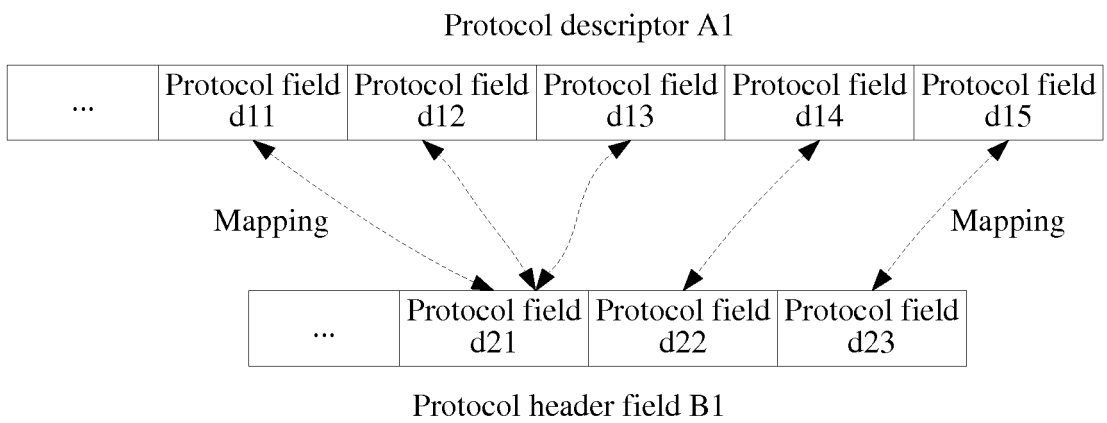 Protocol descriptor A1
...
Protocol field
d11
Protocol field
d12
Protocol field
d13
Protocol field
d14
Protocol field
d15
Mapping
Mapping
...
Protocol field
d21
Protocol field
d22
Protocol field
d23
Protocol header field B1